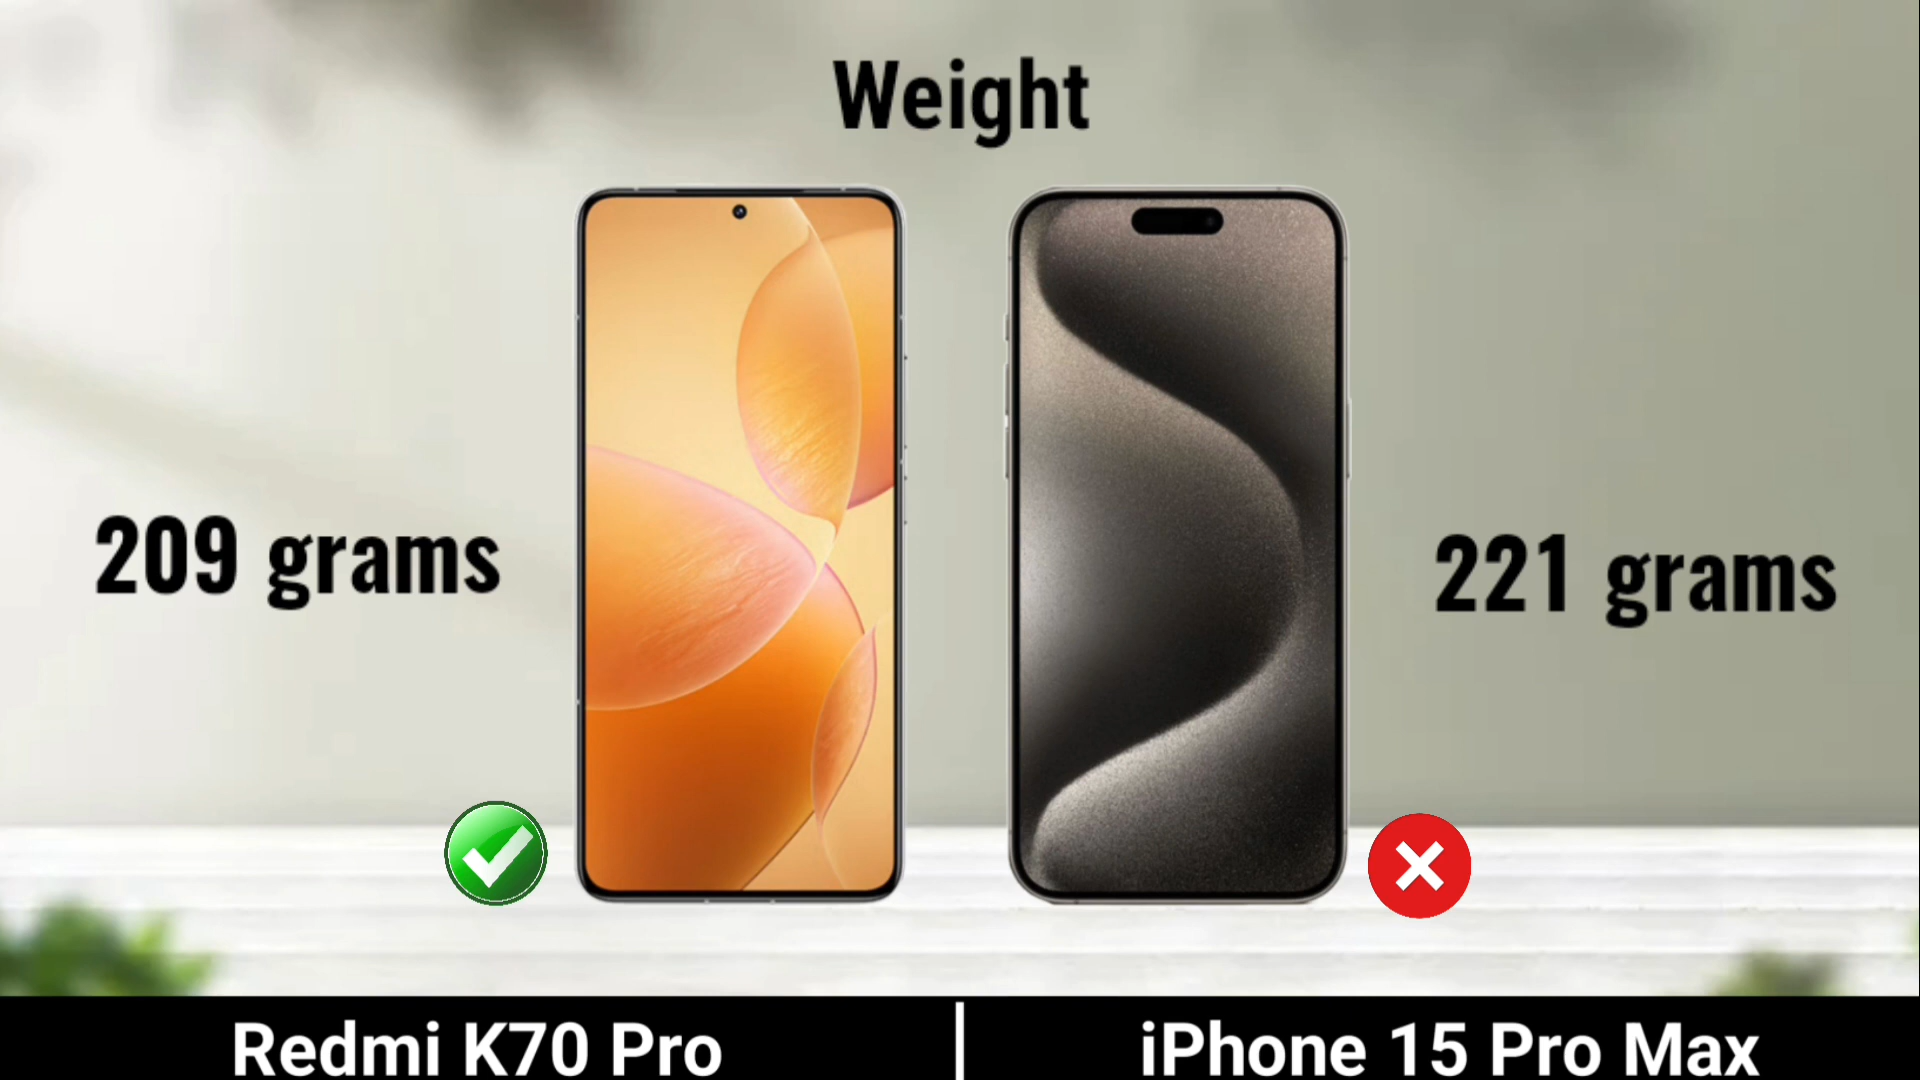 Weight
209 grams
221 grams
Redmi K70 Pro
iPhone 15 Pro Max